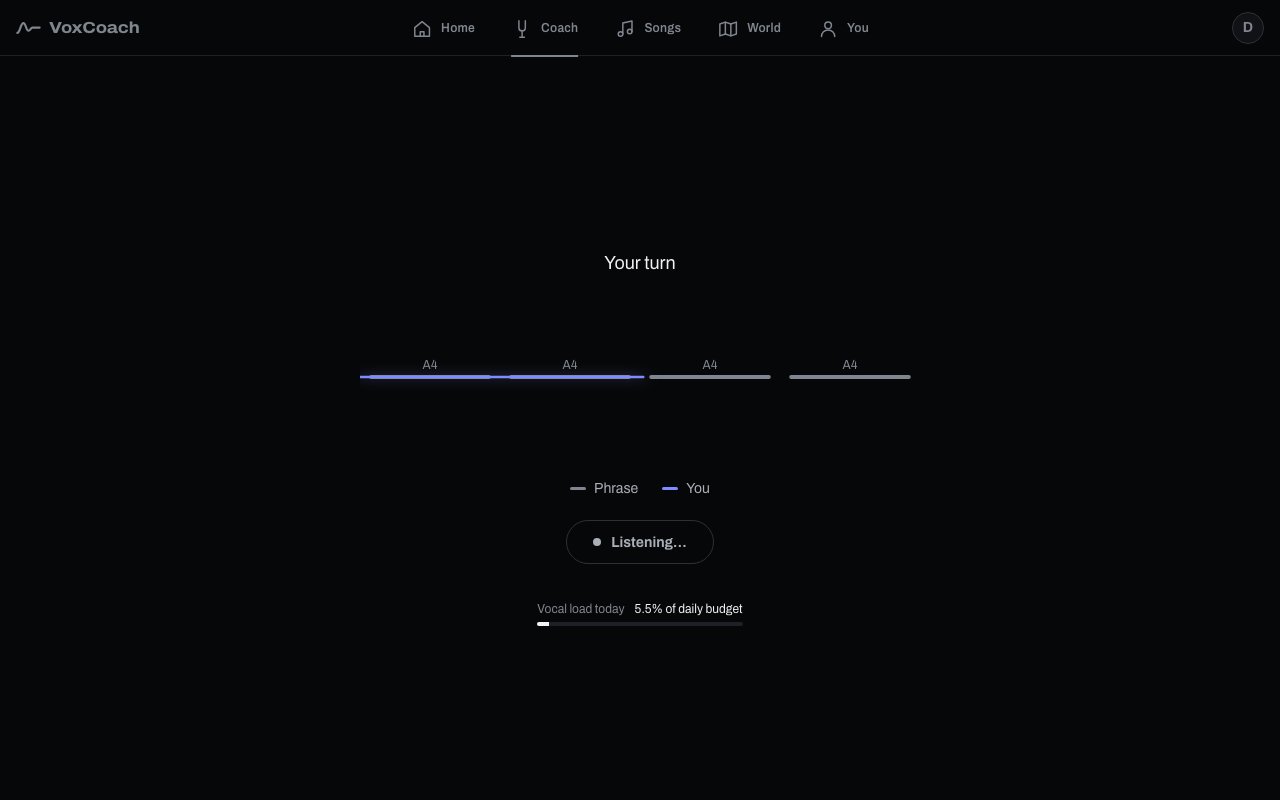 VoxCoach
Home
Coach
Songs
World
You
D
Your turn
A4
A4
A4
A4
Phrase
You
Listening...
Vocal load today 5.5% of daily budget